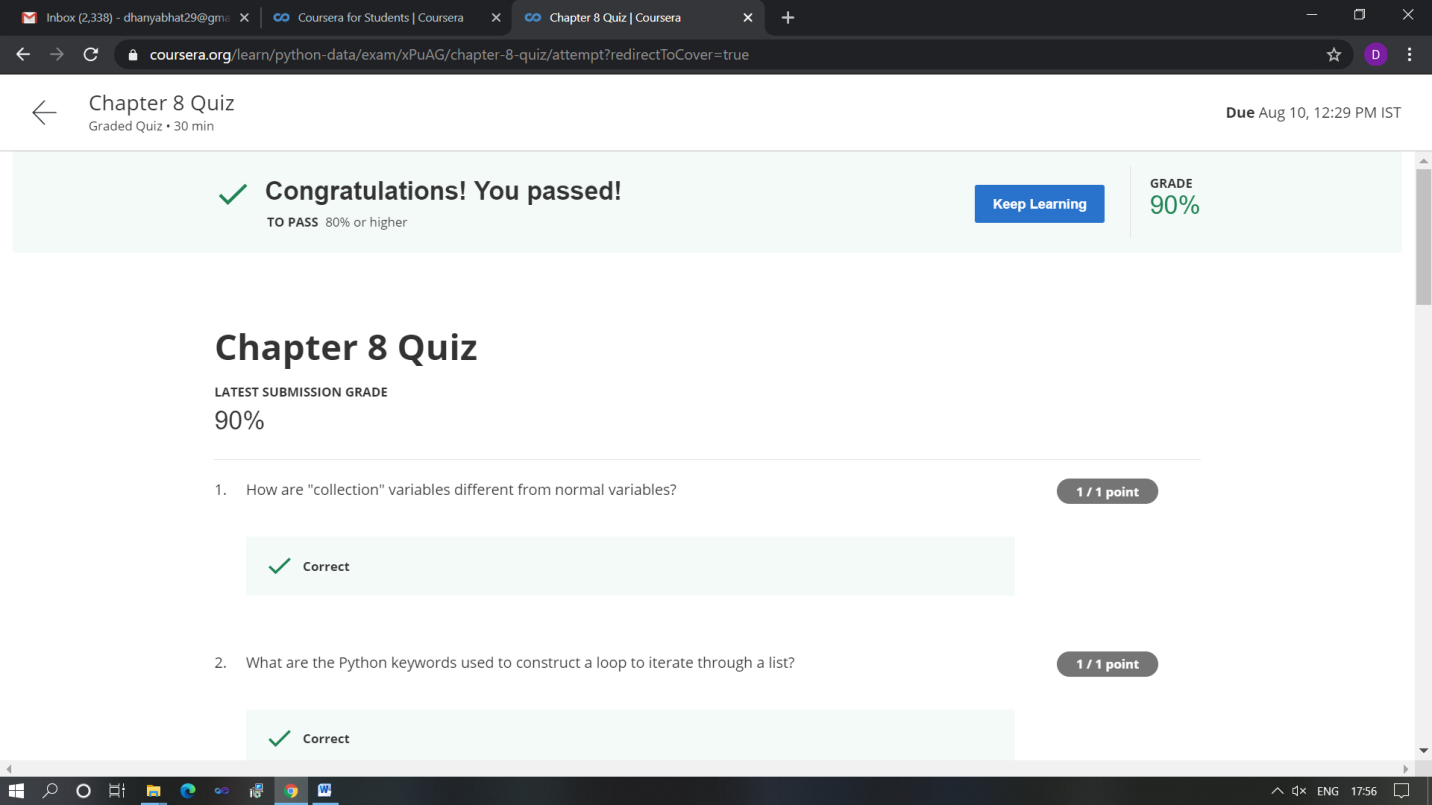 Inbox (2,338) - dhanyabhat29@gma
Coursera for Students | Coursera
Chapter 8 Quiz | Coursera
coursera.org/learn/python-data/exam/xPuAG/chapter-8-quiz/attempt?redirectToCover=true
D
Chapter 8 Quiz
Graded Quiz • 30 min
Due Aug 10, 12:29 PM IST
Congratulations! You passed!
TO PASS 80% or higher
Keep Learning
GRADE
90%
Chapter 8 Quiz
LATEST SUBMISSION GRADE
90%
1. How are "collection" variables different from normal variables?
1 / 1 point
Correct
2. What are the Python keywords used to construct a loop to iterate through a list?
1 / 1 point
Correct
ENG 17:56